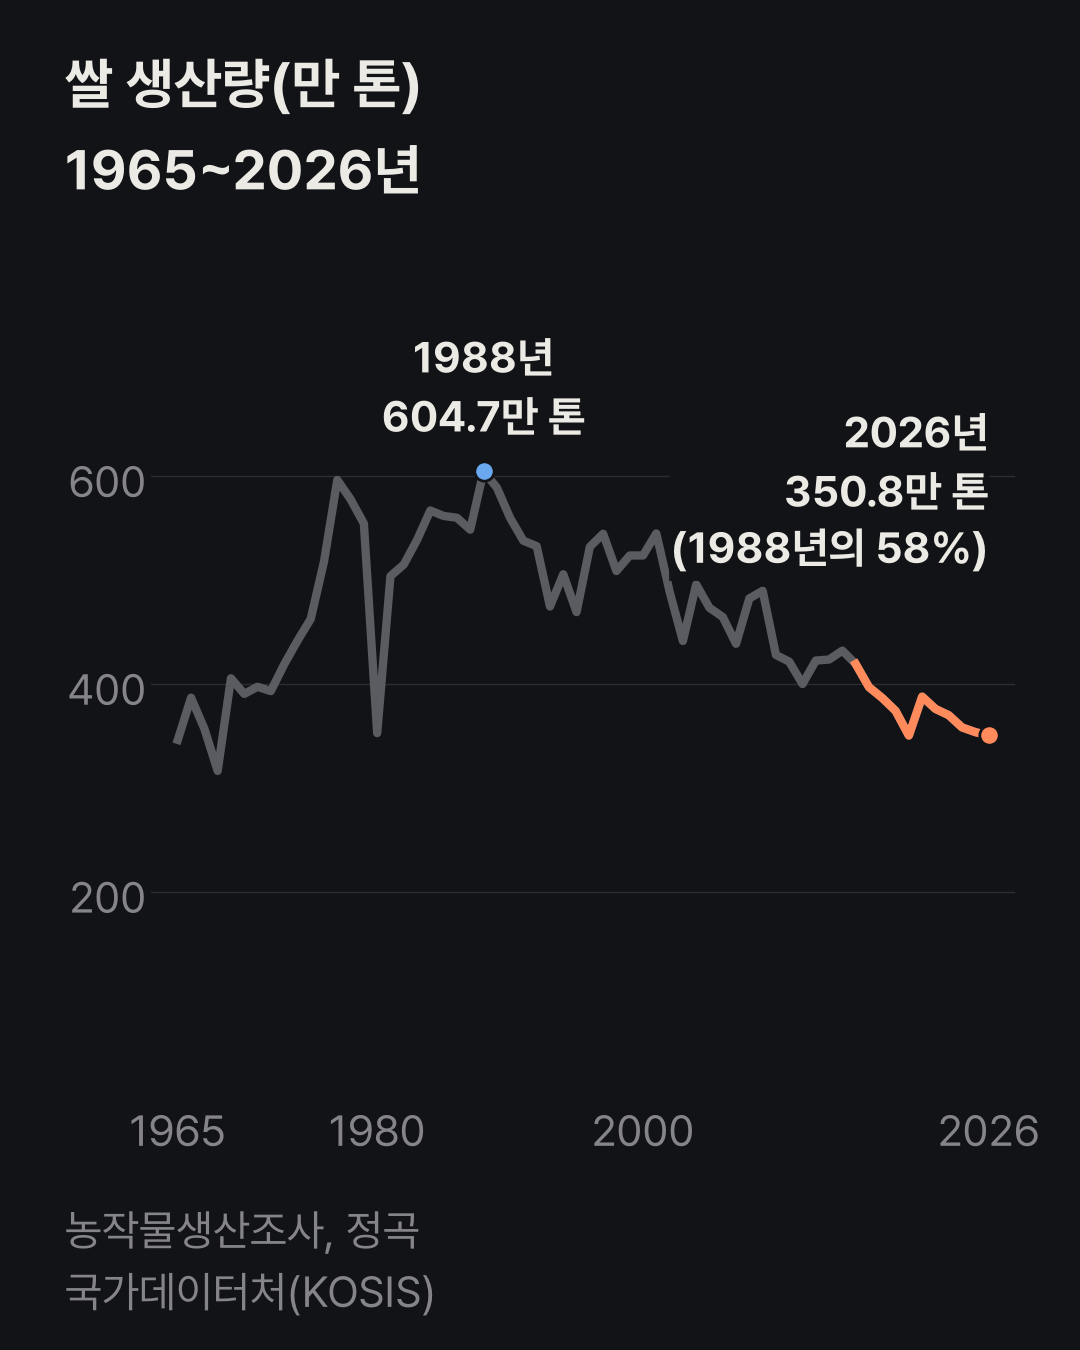 쌀 생산량(만 톤)
1965~2026년
1988년
604.7만 톤
2026년
350.8만 톤
(1988년의 58%)
600
400
200
1965 1980 2000 2026
농작물생산조사, 정곡
국가데이터처(KOSIS)